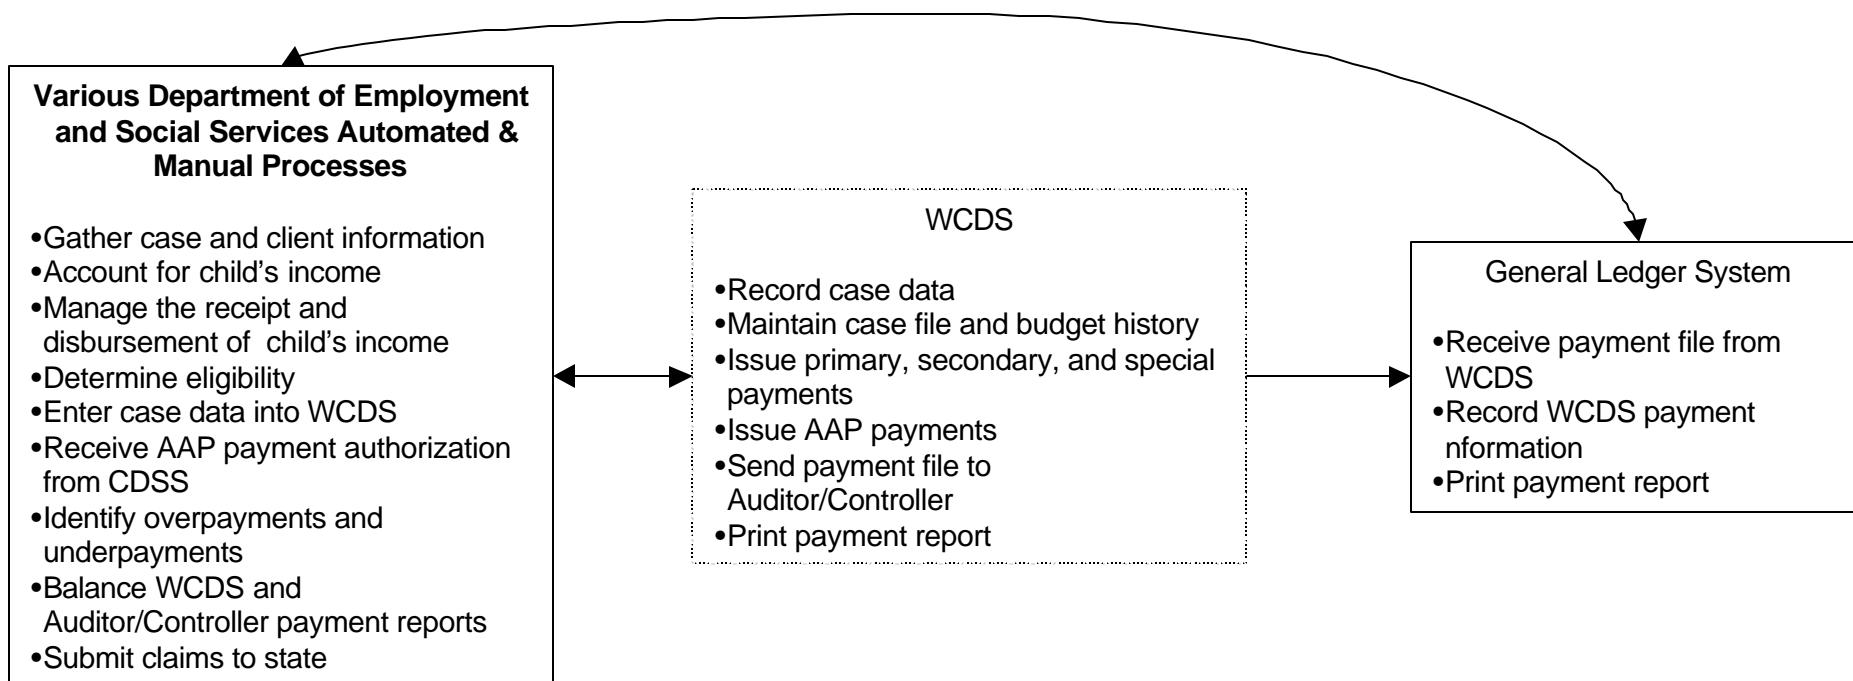 Various Department of Employment
and Social Services Automated &
Manual Processes
•Gather case and client information
•Account for child's income
•Manage the receipt and
disbursement of child's income
•Determine eligibility
•Enter case data into WCDS
•Receive AAP payment authorization
from CDSS
•Identify overpayments and
underpayments
•Balance WCDS and
Auditor/Controller payment reports
•Submit claims to state
WCDS
•Record case data
•Maintain case file and budget history
•Issue primary, secondary, and special
payments
•Issue AAP payments
•Send payment file to
Auditor/Controller
•Print payment report
General Ledger System
•Receive payment file from
WCDS
•Record WCDS payment
nformation
•Print payment report